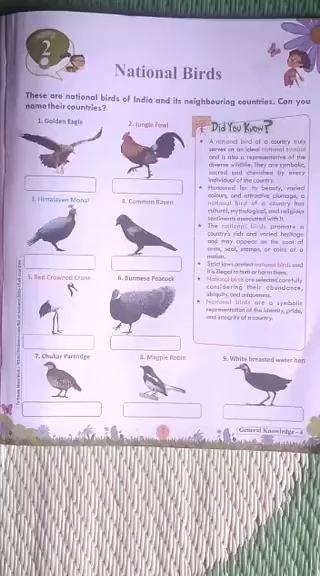 2
National Birds
These are national birds of India and its neighbouring countries. Can you
name their countries?
1. Golden Eagle
2. Jungle Fowl
3. Himalayan Monal
4. Common Raven
5. Red Crowned Crane
6. Burmese Peacock
7. Chukar Partridge
8. Magpie Robin
9. White breasted water hen
Did You Know?
A national bird of a country truly
serves as an ideal national symbol
and is also a representative of the
diverse wildlife. They are symbolic,
sacred and cherished by every
individual of the country.
Honoured for its beauty, varied
colours, and attractive plumage, a
national bird of a country has
cultural, mythological, and religious
sentiments associated with it.
The national birds promote a
country's rich and varied heritage
and may appear on the coat of
arms, seal, stamps, or coins of a
nation.
Strict laws protect national birds and
it is illegal to hunt or harm them.
National birds are selected carefully
considering their abundance,
ubiquity, and uniqueness.
National birds are a symbolic
representation of the identity, pride,
and integrity of a country.
General Knowledge - 4